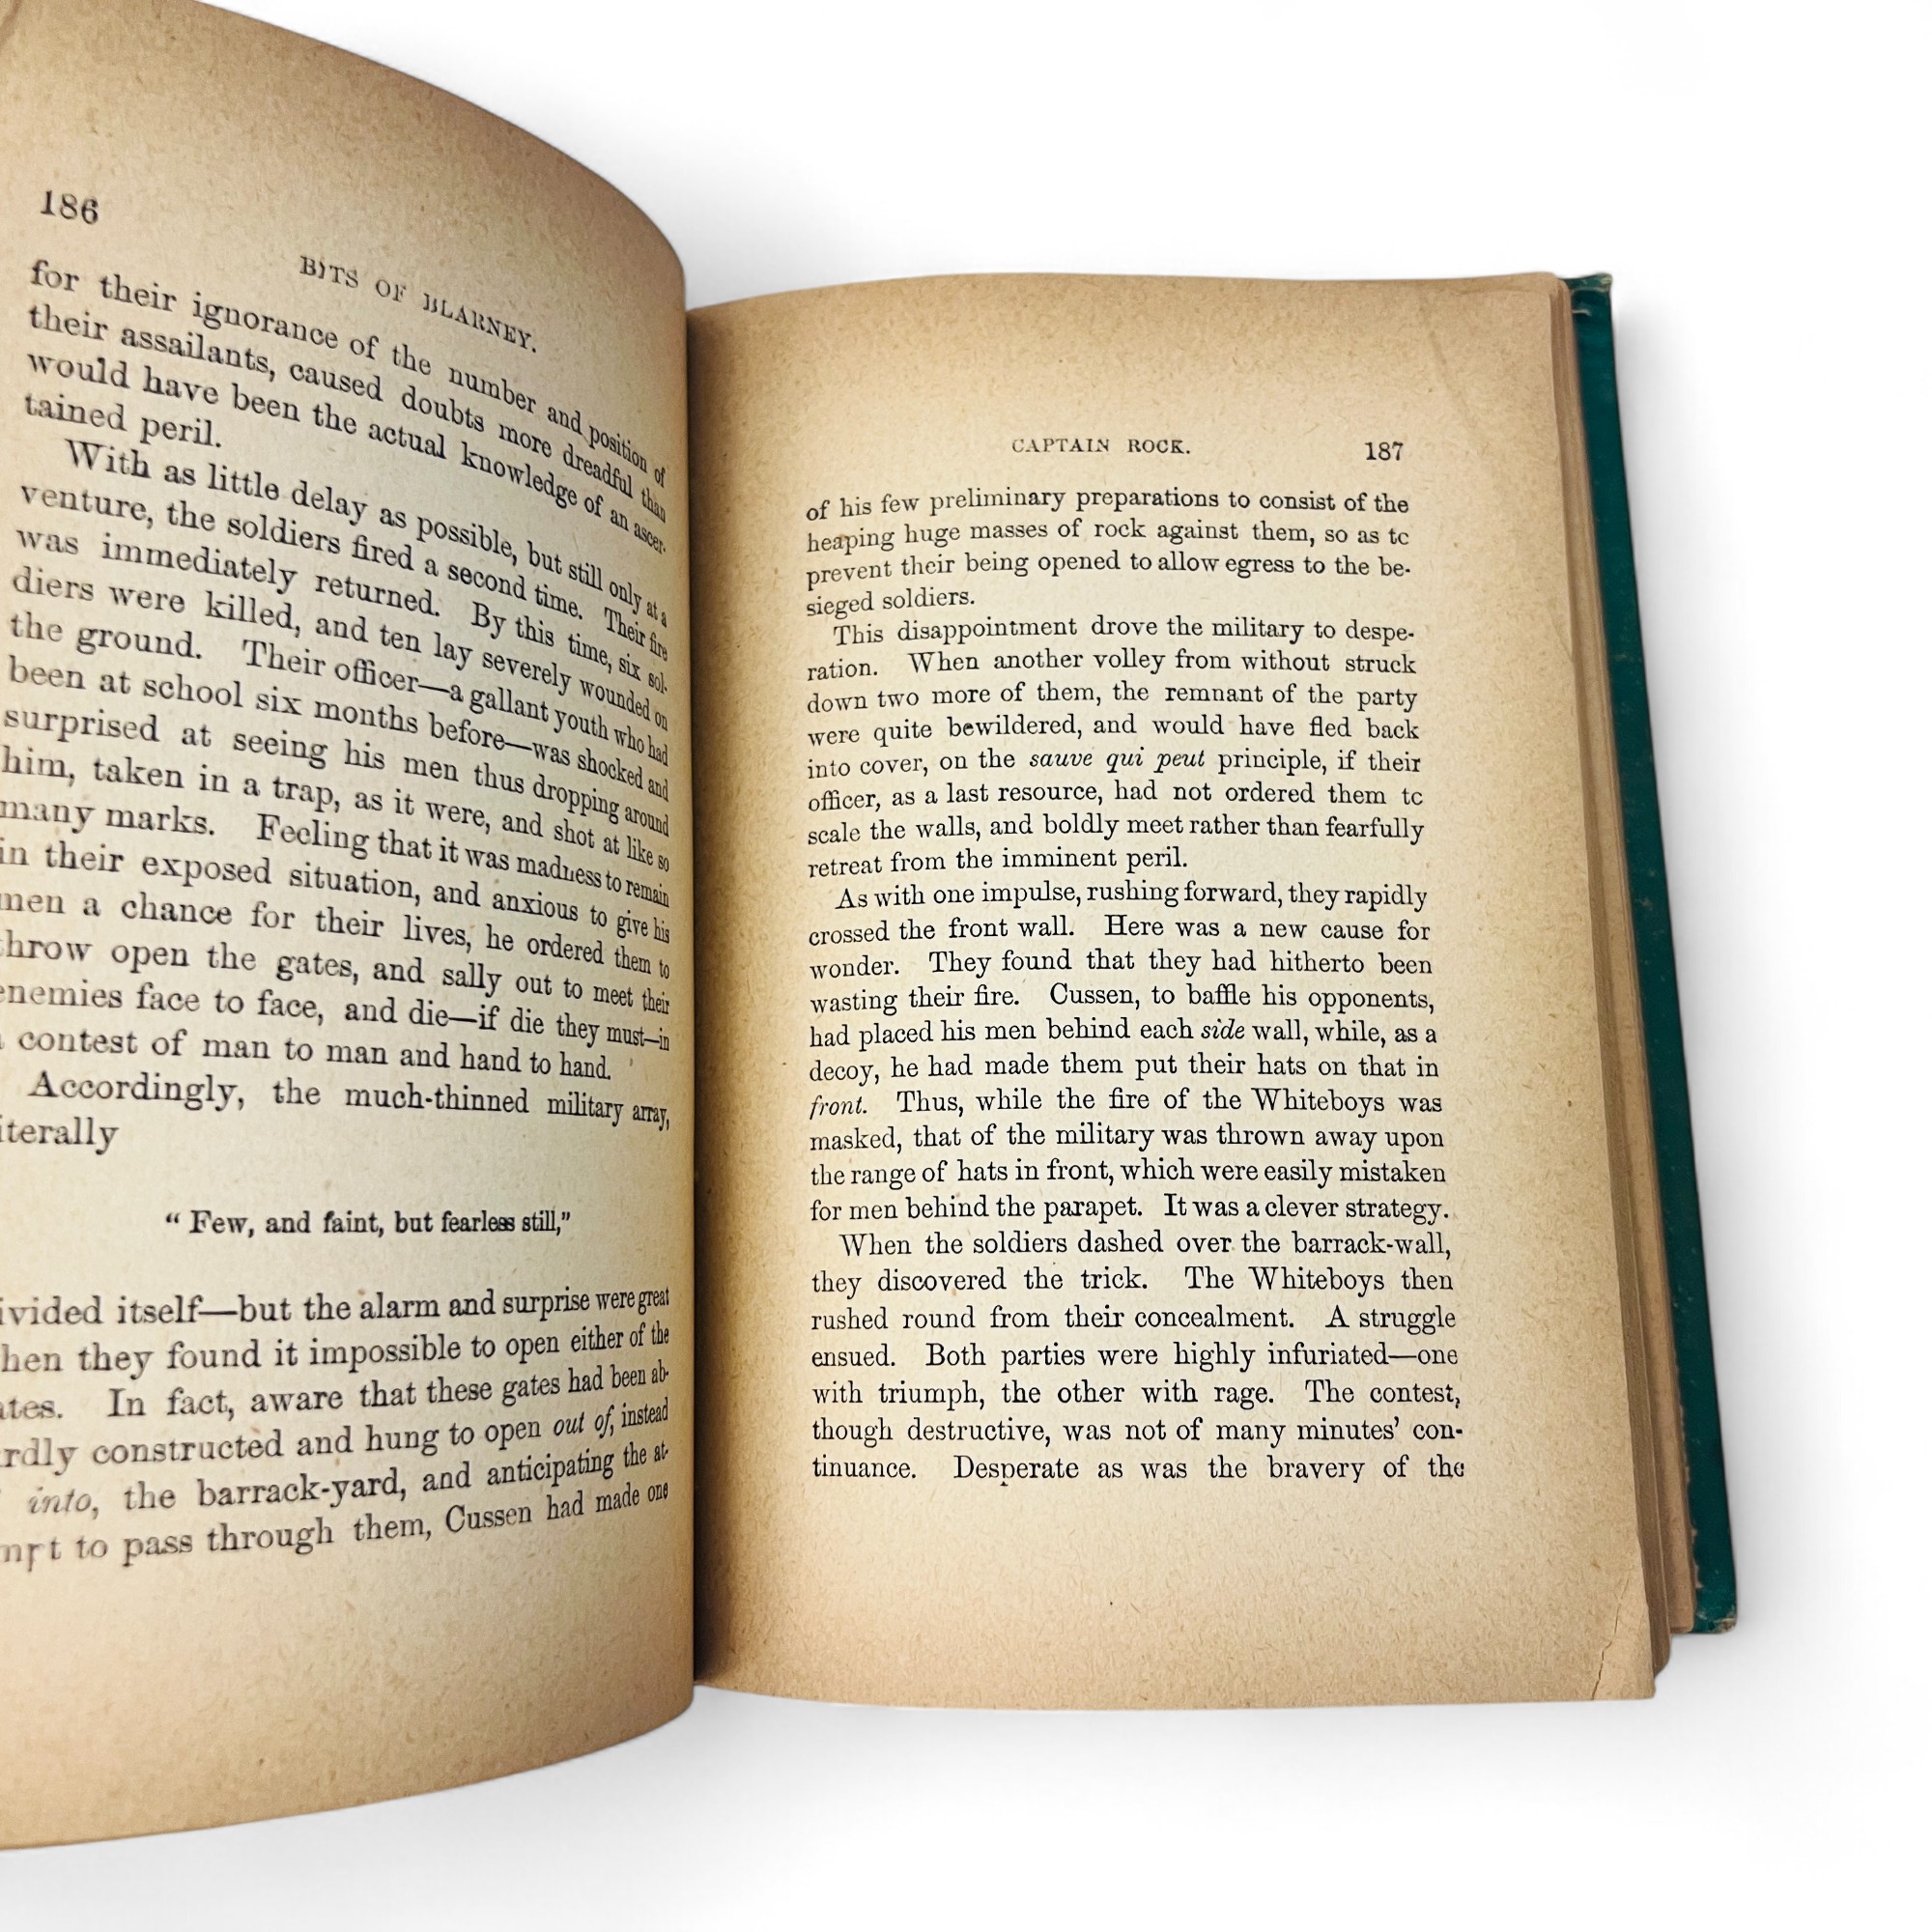 186
BITS OF BLARNEY.
for their ignorance of the number and position of
their assailants, caused doubts more dreadful than
would have been the actual knowledge of an ascer-
tained peril.
With as little delay as possible, but still only at a
venture, the soldiers fired a second time. Their fire
was immediately returned. By this time, six sol-
diers were killed, and ten lay severely wounded on
the ground. Their officer—a gallant youth who had
been at school six months before—was shocked and
surprised at seeing his men thus dropping around
him, taken in a trap, as it were, and shot at like so
many marks. Feeling that it was madness to remain
in their exposed situation, and anxious to give his
men a chance for their lives, he ordered them to
throw open the gates, and sally out to meet their
enemies face to face, and die—if die they must—in
contest of man to man and hand to hand.
Accordingly, the much-thinned military array,
iterally
“ Few, and faint, but fearless still,”
ivided itself—but the alarm and surprise were great
hen they found it impossible to open either of the
ates. In fact, aware that these gates had been ab-
rdly constructed and hung to open out of, instead
into, the barrack-yard, and anticipating the at-
to pass through them, Cussen had made one
CAPTAIN ROCK. 187
of his few preliminary preparations to consist of the
heaping huge masses of rock against them, so as to
prevent their being opened to allow egress to the be-
sieged soldiers.
This disappointment drove the military to despe-
ration. When another volley from without struck
down two more of them, the remnant of the party
were quite bewildered, and would have fled back
into cover, on the sauve qui peut principle, if their
officer, as a last resource, had not ordered them to
scale the walls, and boldly meet rather than fearfully
retreat from the imminent peril.
As with one impulse, rushing forward, they rapidly
crossed the front wall. Here was a new cause for
wonder. They found that they had hitherto been
wasting their fire. Cussen, to baffle his opponents,
had placed his men behind each side wall, while, as a
decoy, he had made them put their hats on that in
front. Thus, while the fire of the Whiteboys was
masked, that of the military was thrown away upon
the range of hats in front, which were easily mistaken
for men behind the parapet. It was a clever strategy.
When the soldiers dashed over the barrack-wall,
they discovered the trick. The Whiteboys then
rushed round from their concealment. A struggle
ensued. Both parties were highly infuriated—one
with triumph, the other with rage. The contest,
though destructive, was not of many minutes’ con-
tinuance. Desperate as was the bravery of the